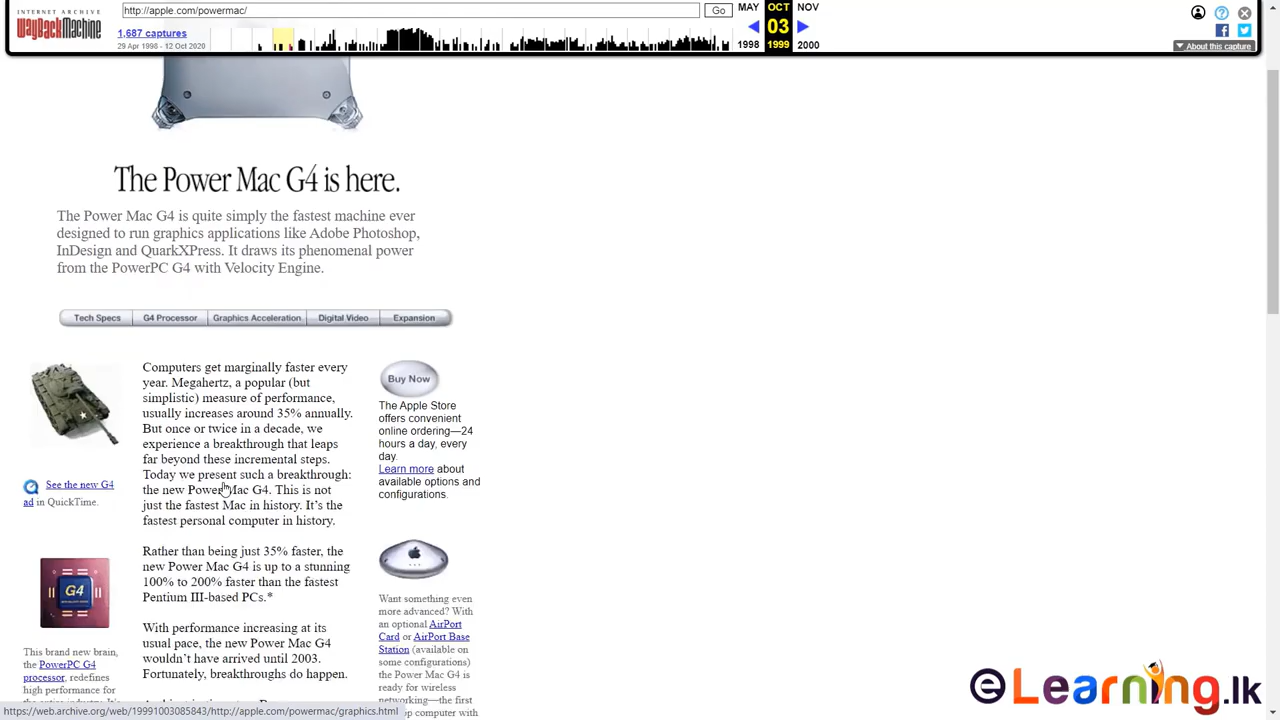 INTERNET ARCHIVE
WayBackMachine
http://apple.com/powermac/
Go
MAY
OCT
NOV
1,687 captures
29 Apr 1998 - 12 Oct 2020
03
1998
1999
2000
About this capture
The Power Mac G4 is here.
The Power Mac G4 is quite simply the fastest machine ever
designed to run graphics applications like Adobe Photoshop,
InDesign and QuarkXPress. It draws its phenomenal power
from the PowerPC G4 with Velocity Engine.
Tech Specs
G4 Processor
Graphics Acceleration
Digital Video
Expansion
Computers get marginally faster every
year. Megahertz, a popular (but
simplistic) measure of performance,
usually increases around 35% annually.
But once or twice in a decade, we
experience a breakthrough that leaps
far beyond these incremental steps.
Today we present such a breakthrough:
the new Power Mac G4. This is not
just the fastest Mac in history. It’s the
fastest personal computer in history.
Rather than being just 35% faster, the
new Power Mac G4 is up to a stunning
100% to 200% faster than the fastest
Pentium III-based PCs.*
With performance increasing at its
usual pace, the new Power Mac G4
wouldn’t have arrived until 2003.
Fortunately, breakthroughs do happen.
See the new G4
ad in QuickTime.
G4
This brand new brain,
the PowerPC G4
processor, redefines
high performance for
Buy Now
The Apple Store
offers convenient
online ordering—24
hours a day, every
day.
Learn more about
available options and
configurations.
Want something even
more advanced? With
an optional AirPort
Card or AirPort Base
Station (available on
some configurations)
the Power Mac G4 is
ready for wireless
networking—the first
computer with
https://web.archive.org/web/19991003085843/http://apple.com/powermac/graphics.html
eLearning.lk